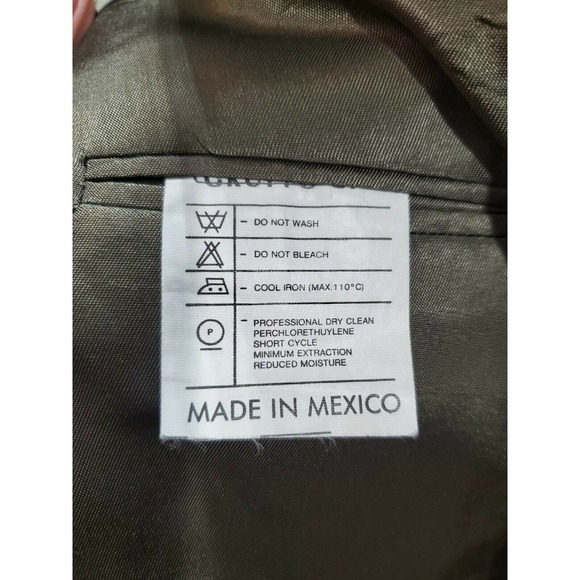 - DO NOT WASH
- DO NOT BLEACH
- COOL IRON (MAX.110°C)
P
- PROFESSIONAL DRY CLEAN
PERCHLORETHUYLENE
SHORT CYCLE
MINIMUM EXTRACTION
REDUCED MOISTURE
MADE IN MEXICO